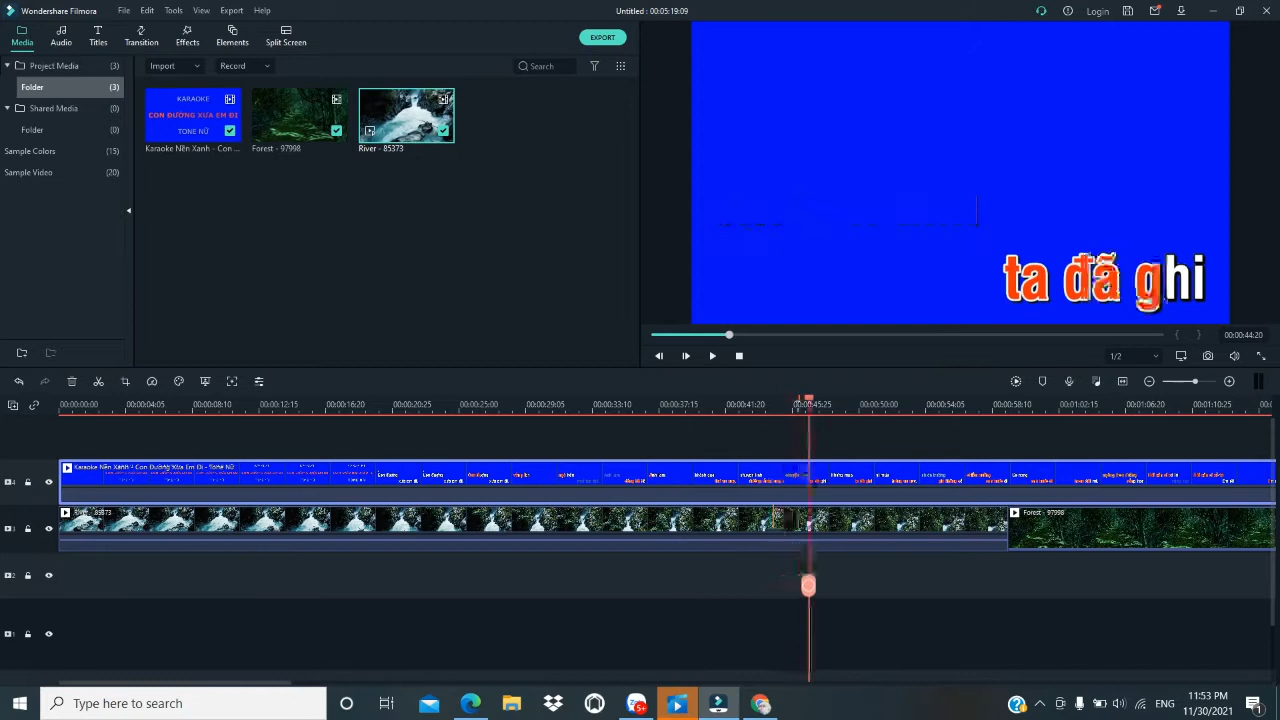 Wondershare Filmora
File Edit Tools View Export Help
Untitled : 00:05:19:09
Login
Media Audio Titles Transition Effects Elements Split Screen
EXPORT
Project Media (3)
Folder (3)
Shared Media (0)
Folder (0)
Sample Colors (15)
Sample Video (20)
Import Record Search
KARAOKE
CON ĐƯỜNG XƯA EM ĐI
TONE NỮ
Karaoke Nền Xanh - Con ...
Forest - 97998
River - 85373
ta đã ghi
00:00:44:20
1/2
00:00:00:00 00:00:04:05 00:00:08:10 00:00:12:15 00:00:16:20 00:00:20:25 00:00:25:00 00:00:29:05 00:00:33:10 00:00:37:15 00:00:41:20 00:00:45:25 00:00:50:00 00:00:54:05 00:00:58:10 00:01:02:15 00:01:06:20 00:01:10:25
Karaoke Nền Xanh - Con Đường Xưa Em Đi - Tone Nữ
River - 85373
Forest - 97998
2
1
Type here to search
5+
ENG
11:53 PM
11/30/2021
1